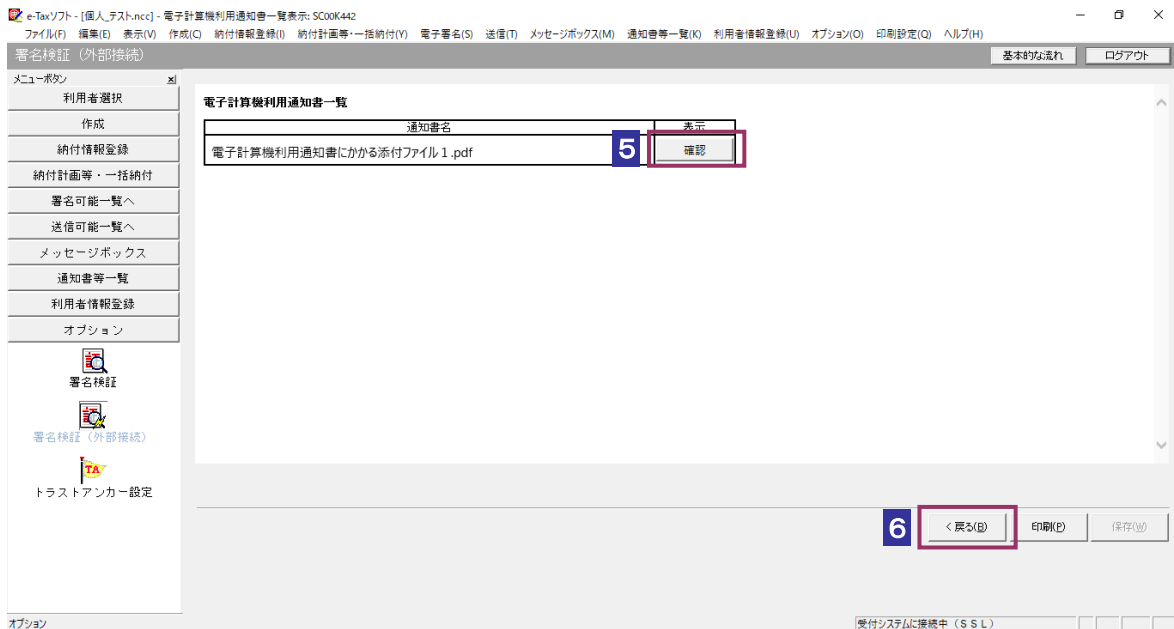 e-Taxソフト - [個人_テスト.ncc] - 電子計算機利用通知書一覧表示: SC00K442
ファイル(F) 編集(E) 表示(V) 作成(C) 納付情報登録(I) 納付計画等・一括納付(Y) 電子署名(S) 送信(T) メッセージボックス(M) 通知書等一覧(K) 利用者情報登録(U) オプション(O) 印刷設定(Q) ヘルプ(H)
署名検証（外部接続） 基本的な流れ ログアウト
メニューボタン
利用者選択
作成
納付情報登録
納付計画等・一括納付
署名可能一覧へ
送信可能一覧へ
メッセージボックス
通知書等一覧
利用者情報登録
オプション
署名検証
署名検証（外部接続）
TA
トラストアンカー設定
電子計算機利用通知書一覧
通知書名 表示
電子計算機利用通知書にかかる添付ファイル１.pdf 5 確認
6 < 戻る(B) 印刷(P) 保存(W)
オプション 受付システムに接続中（ＳＳＬ）